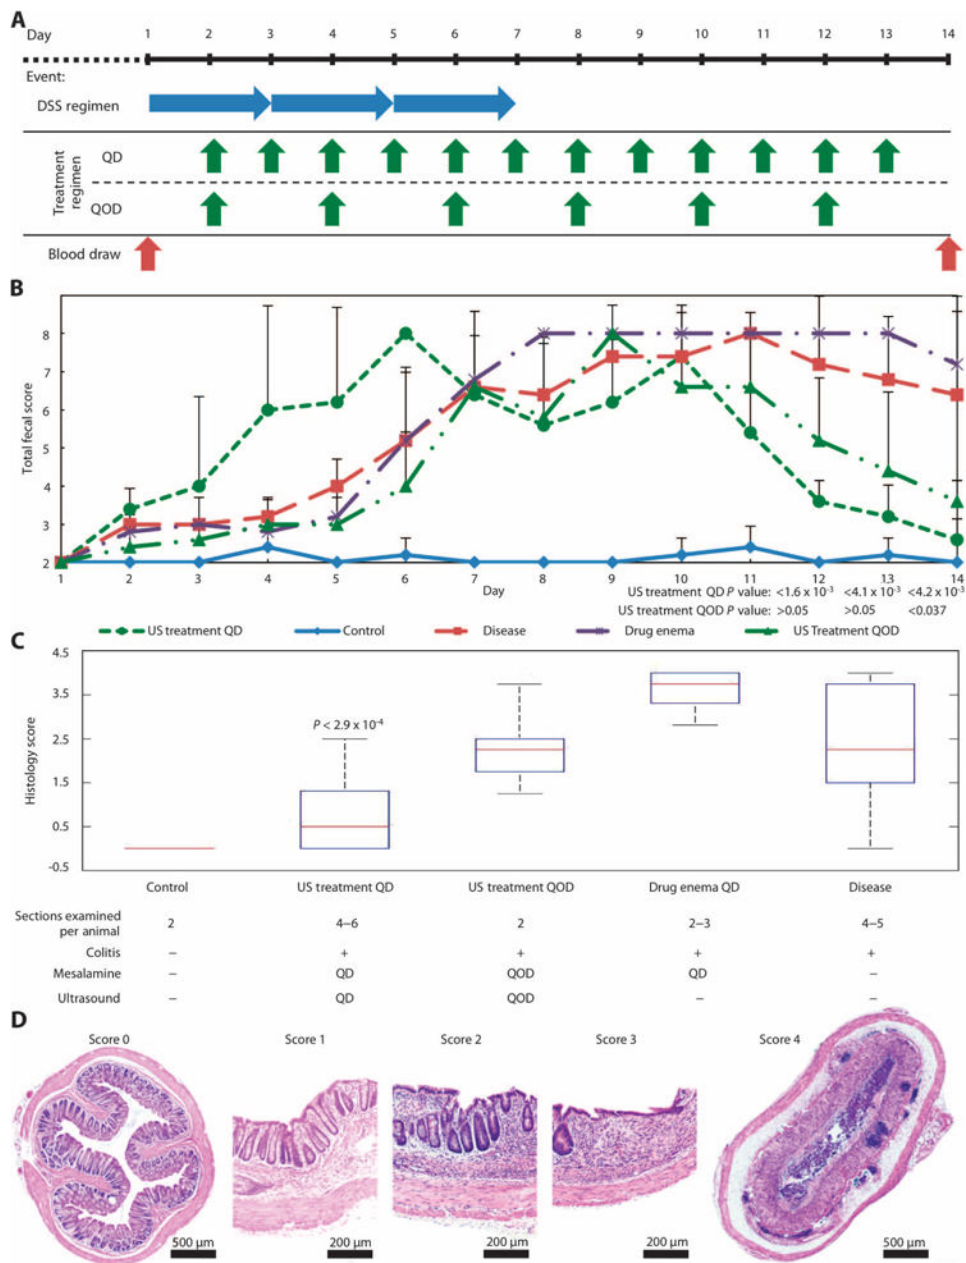 A
Day 1 2 3 4 5 6 7 8 9 10 11 12 13 14
Event:
DSS regimen
Treatment regimen
QD
QOD
Blood draw
B
Total fecal score
8
7
6
5
4
3
2
1 2 3 4 5 6 7 8 9 10 11 12 13 14
Day
US treatment QD P value: <1.6 x 10-3 <4.1 x 10-3 <4.2 x 10-3
US treatment QOD P value: >0.05 >0.05 <0.037
US treatment QD Control Disease Drug enema US Treatment QOD
C
Histology score
4.5
3.5
2.5
1.5
0.5
-0.5
P < 2.9 x 10-4
Control US treatment QD US treatment QOD Drug enema QD Disease
Sections examined
per animal 2 4–6 2 2–3 4–5
Colitis – + + + +
Mesalamine – QD QOD QD –
Ultrasound – QD QOD – –
D
Score 0 Score 1 Score 2 Score 3 Score 4
500 µm 200 µm 200 µm 200 µm 500 µm